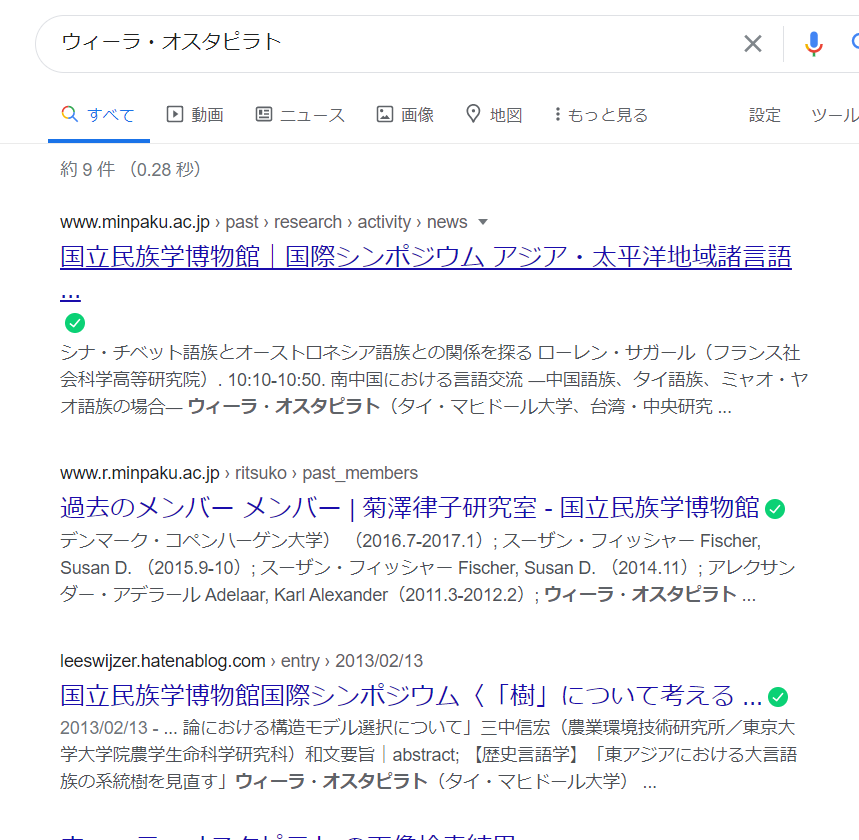 ウィーラ・オスタピラト
すべて 動画 ニュース 画像 地図 もっと見る 設定 ツール
約 9 件 （0.28 秒）
www.minpaku.ac.jp › past › research › activity › news
国立民族学博物館｜国際シンポジウム アジア・太平洋地域諸言語
...
シナ・チベット語族とオーストロネシア語族との関係を探る ローレン・サガール（フランス社
会科学高等研究院）. 10:10-10:50. 南中国における言語交流 ―中国語族、タイ語族、ミャオ・ヤ
オ語族の場合― ウィーラ・オスタピラト（タイ・マヒドール大学、台湾・中央研究 ...
www.r.minpaku.ac.jp › ritsuko › past_members
過去のメンバー メンバー | 菊澤律子研究室 - 国立民族学博物館
デンマーク・コペンハーゲン大学） （2016.7-2017.1）; スーザン・フィッシャー Fischer,
Susan D. （2015.9-10）; スーザン・フィッシャー Fischer, Susan D. （2014.11）; アレクサン
ダー・アデラール Adelaar, Karl Alexander（2011.3-2012.2）; ウィーラ・オスタピラト ...
leeswijzer.hatenablog.com › entry › 2013/02/13
国立民族学博物館国際シンポジウム〈「樹」について考える ...
2013/02/13 - ... 論における構造モデル選択について」三中信宏（農業環境技術研究所／東京大
学大学院農学生命科学研究科）和文要旨｜abstract; 【歴史言語学】「東アジアにおける大言語
族の系統樹を見直す」ウィーラ・オスタピラト（タイ・マヒドール大学） ...